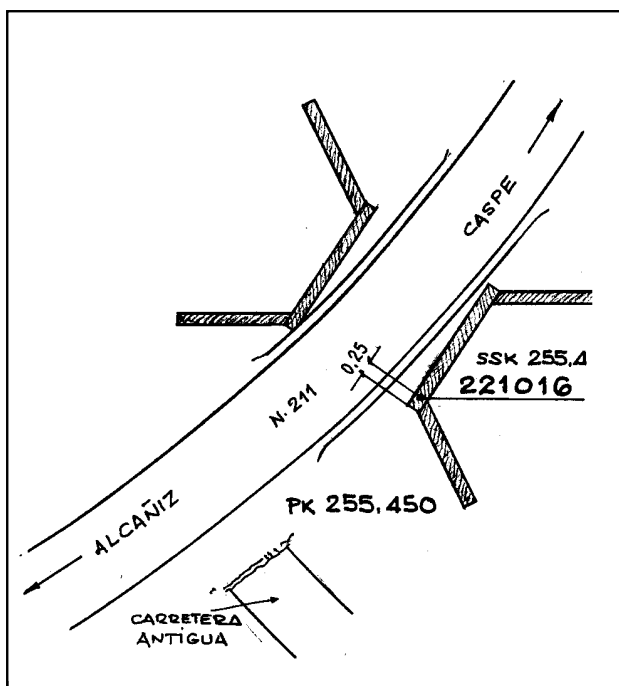 CASPE
SSK 255,4
221016
0,25
N-211
PK 255,450
ALCAÑIZ
CARRETERA
ANTIGUA